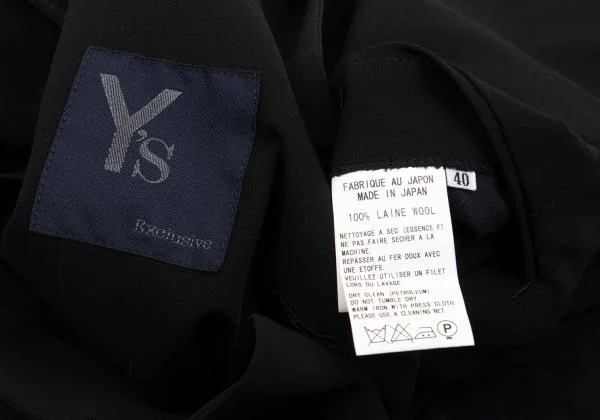 Y's
Exclusive
40
FABRIQUE AU JAPON
MADE IN JAPAN
100% LAINE WOOL
NETTOYAGE A SEC (ESSENCE F).
NE PAS FAIRE SECHER A LA
MACHINE.
REPASSER AU FER DOUX AVEC
UNE ETOFFE.
VEUILLEZ UTILISER UN FILET
LORS DU LAVAGE.
DRY CLEAN (PETROLEUM).
DO NOT TUMBLE DRY.
WARM IRON WITH PRESS CLOTH.
PLEASE USE A CLEANING NET.
P